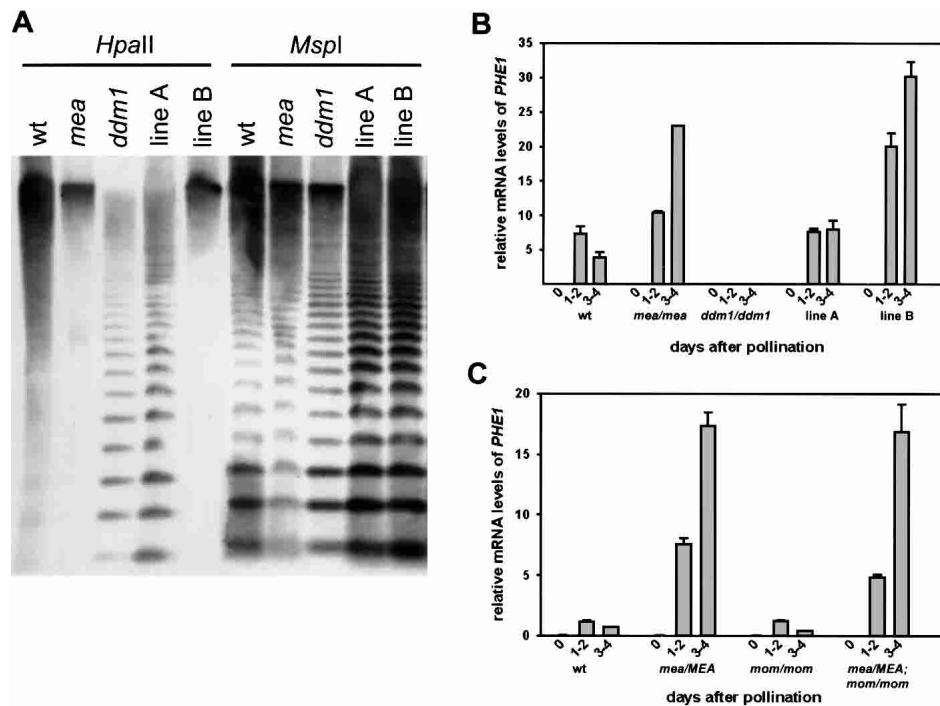 A
HpaII MspI
wt mea ddm1 line A line B wt mea ddm1 line A line B
B
relative mRNA levels of PHE1
35
30
25
20
15
10
5
0 1-2 3-4 0 1-2 3-4 0 1-2 3-4 0 1-2 3-4 0 1-2 3-4
wt mea/mea ddm1/ddm1 line A line B
days after pollination
C
relative mRNA levels of PHE1
20
15
10
5
0
0 1-2 3-4 0 1-2 3-4 0 1-2 3-4 0 1-2 3-4
wt mea/MEA mom/mom mea/MEA;
mom/mom
days after pollination